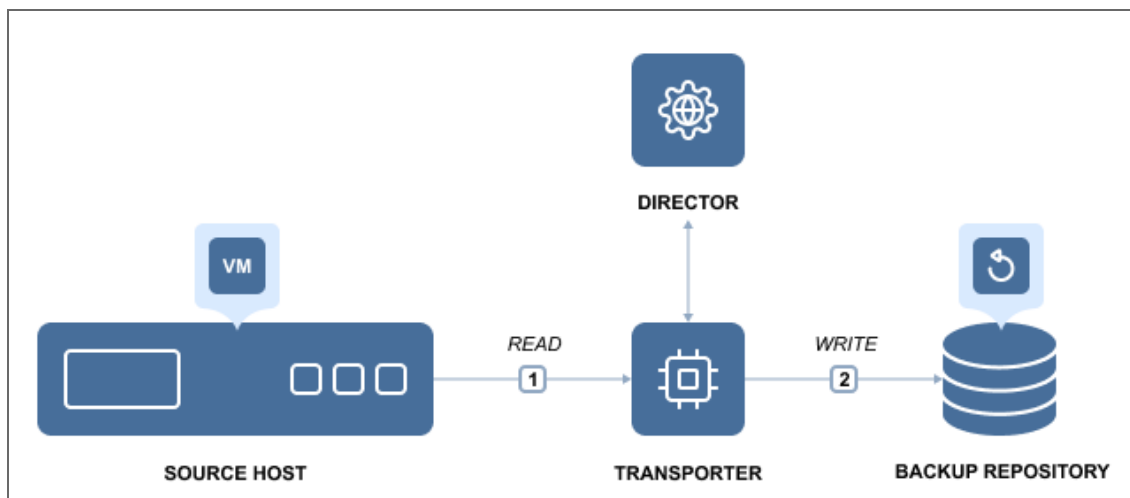 DIRECTOR
VM
READ
1
WRITE
2
SOURCE HOST
TRANSPORTER
BACKUP REPOSITORY